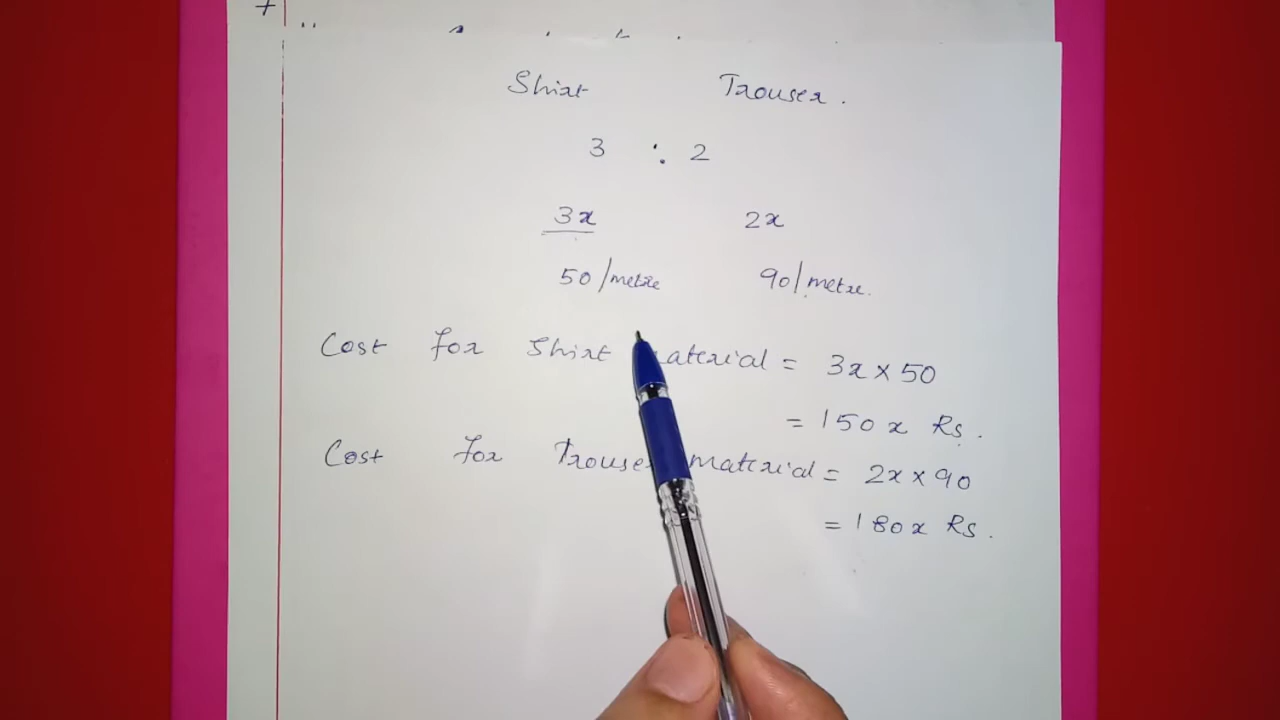 7
Shirt Trouser.
3 : 2
3x 2x
50/metre 90/metre.
Cost for Shirt material = 3x × 50
= 150x Rs.
Cost for Trouser material = 2x × 90
= 180x Rs.